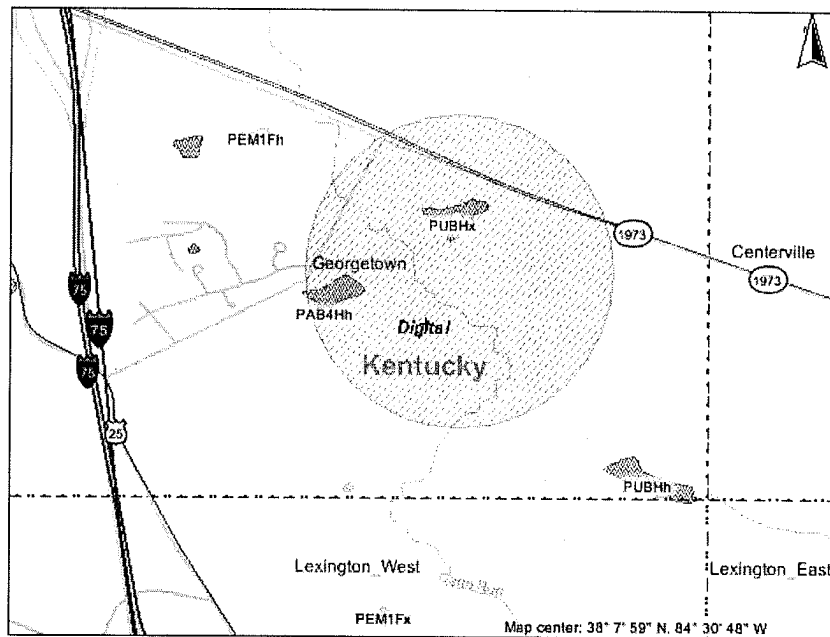 PEM1Fh
PUBHx
1973
Centerville
1973
Georgetown
75
PAB4Hh
75
Digital
75
Kentucky
25
PUBHh
Lexington_West
Lexington_East
PEM1Fx
Map center: 38° 7' 59" N, 84° 30' 48" W